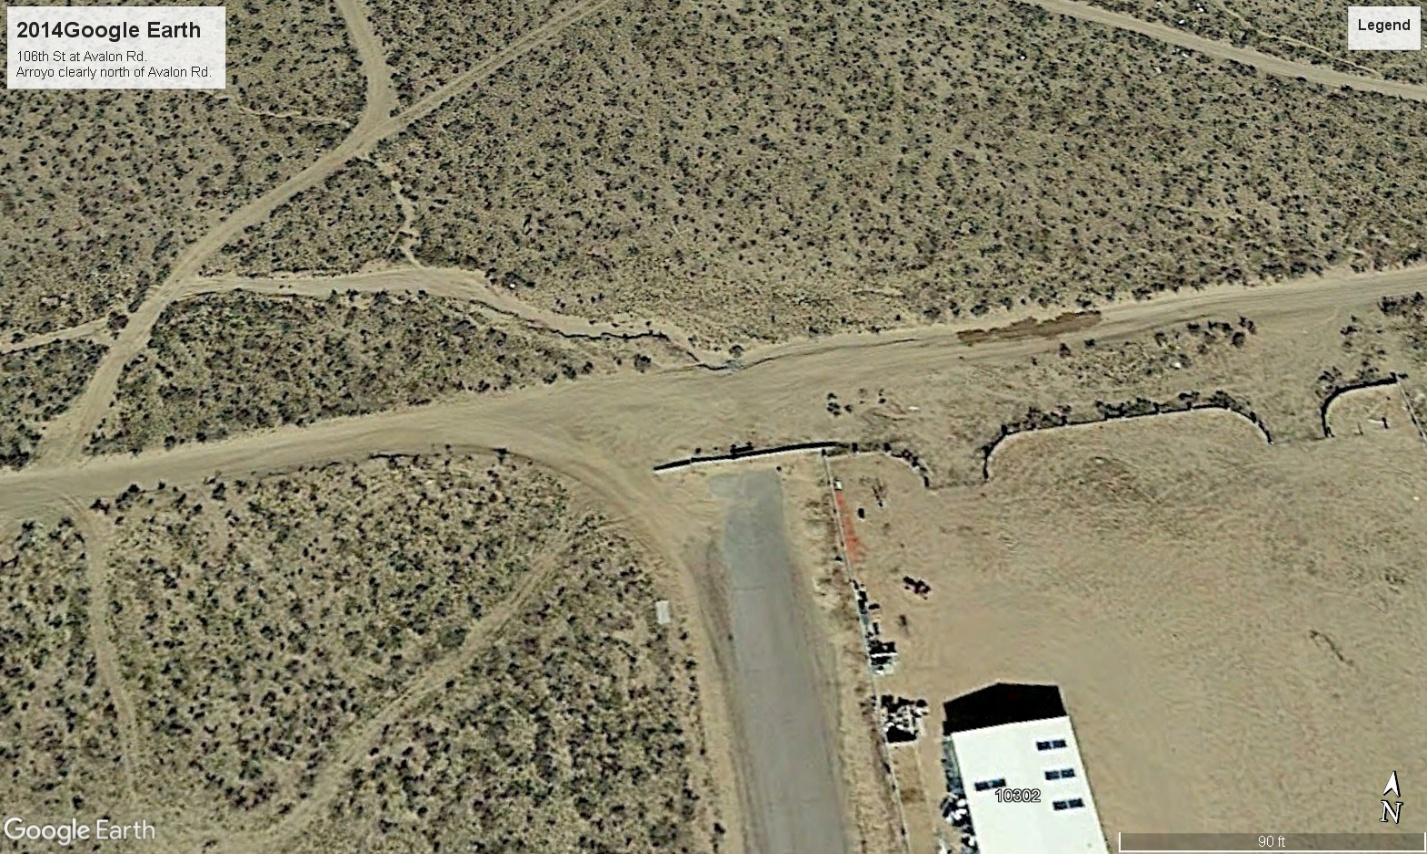 2014Google Earth
106th St at Avalon Rd.
Arroyo clearly north of Avalon Rd.
Legend
10302
N
Google Earth
90 ft